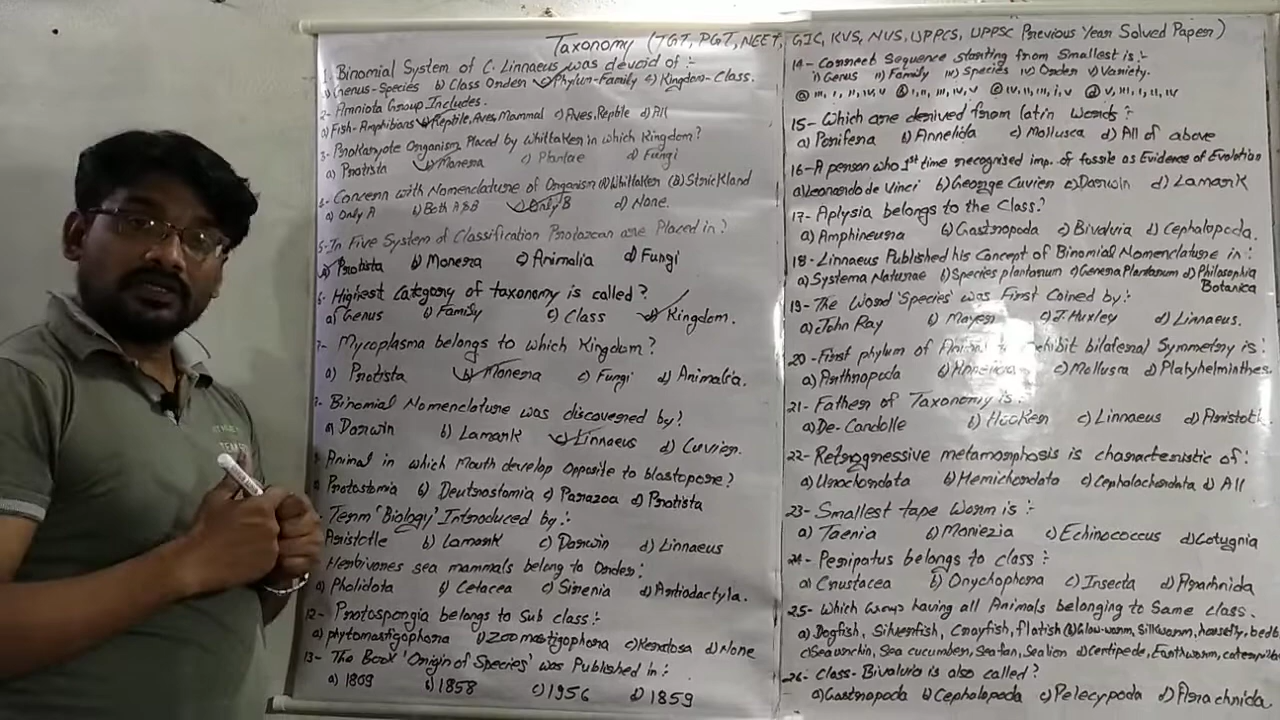 Taxonomy (TGT, PGT, NEET, GIC, KVS, NVS, UPPCS, UPPSC Previous Year Solved Paper)
1. Binomial System of C. Linnaeus was devoid of :-
a) Genus-Species b) Class Order c) Phylum-Family d) Kingdom-Class.
2- Amniota Group Includes.
a) Fish-Amphibians b) Reptile, Aves, Mammal c) Aves, Reptile d) All
3- Prokaryote Organism Placed by Whittaker in which Kingdom?
a) Protista b) Monera c) Plantae d) Fungi
4- Concern with Nomenclature of Organism (A) Whittaker (B) Strickland
a) Only A b) Both A & B c) Only B d) None.
5- In Five System of Classification Protozoan are Placed in?
a) Protista b) Monera c) Animalia d) Fungi
6- Highest Category of taxonomy is called?
a) Genus b) Family c) Class d) Kingdom.
7- Mycoplasma belongs to which Kingdom?
a) Protista b) Monera c) Fungi d) Animalia.
Binomial Nomenclature was discovered by?
a) Darwin b) Lamark c) Linnaeus d) Cuvier.
Animal in which Mouth develop opposite to blastopore?
Protostomia b) Deutrostomia c) Parazoa d) Protista
Term 'Biology' Introduced by:-
Aristotle b) Lamark c) Darwin d) Linnaeus
Herbivores sea mammals belong to Order:
a) Pholidota b) Cetacea c) Sirenia d) Artiodactyla.
12- Protospongia belongs to Sub class:-
a) phytomastigophora b) Zoomastigophora c) Keratosa d) None
13- The Book 'Origin of Species' was Published in:
a) 1809 b) 1858 c) 1956 d) 1859
14- Correct Sequence starting from Smallest is:-
i) Genus ii) Family iii) Species iv) Order v) Variety.
15- Which are derived from latin Words:-
a) Porifera b) Annelida c) Mollusca d) All of above
16- A person who 1st time recognised imp. of fossils as Evidence of Evolution
a) Leonardo de Vinci b) George Cuvier c) Darwin d) Lamark
17- Aplysia belongs to the Class?
a) Amphineura b) Gastropoda c) Bivalvia d) Cephalopoda.
18- Linnaeus Published his Concept of Binomial Nomenclature in:
a) Systema Naturae b) Species plantarum c) Genera Plantarum d) Philosophia
Botanica
19- The Word 'Species' was First Coined by:-
a) John Ray b) Mayer c) J. Huxley d) Linnaeus.
20- First phylum of hibit bilateral Symmetry is:
a) Arthropoda c) Mollusca d) Platyhelminthes
21- Father of Taxonomy is:
a) De-Candolle b) Hooker c) Linnaeus d) Aristotl
22- Retrogressive metamorphosis is characteristic of:
a) Urochordata b) Hemichordata c) Cephalochordata d) All
23- Smallest tape Worm is:
a) Taenia b) Moniezia c) Echinococcus d) Cotugnia
24- Peripatus belongs to class:
a) Crustacea b) Onychophora c) Insecta d) Arachnida
25- Which Group having all Animals belonging to Same class.
a) Dogfish, Silverfish, Crayfish, flatish (b) Glow-worm, Silkworm, housefly, bedb
c) Sea urchin, Sea cucumber, Sea tar, Sea lion d) Centipede, Earthworm, caterpilla
26- Class- Bivalvia is also called?
a) Gastropoda b) Cephalopoda c) Pelecypoda d) Arachnida.